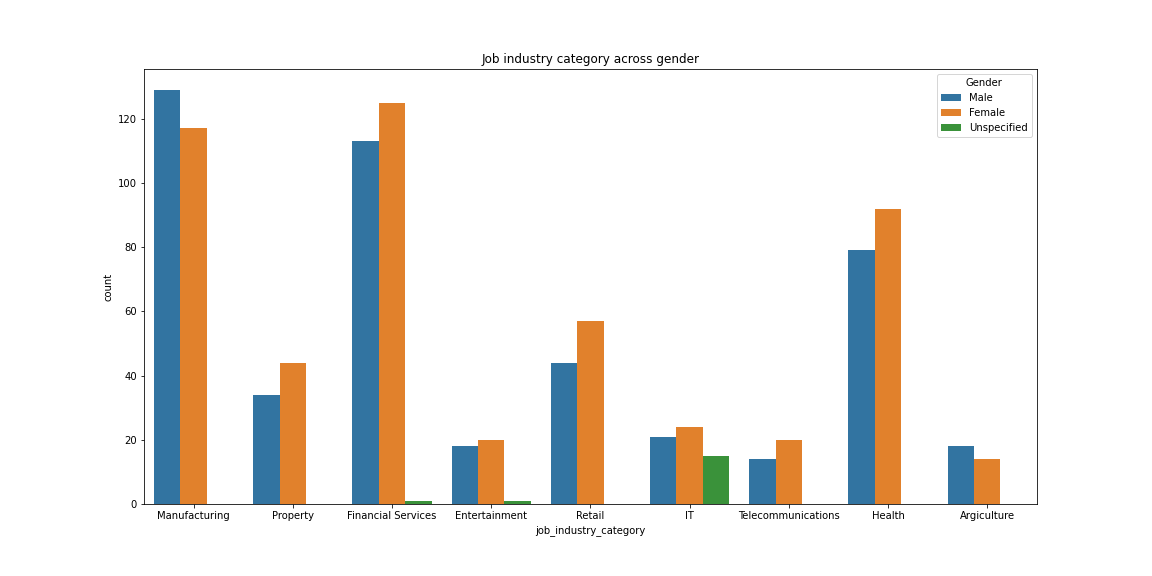 Job industry category across gender
Gender
Male
Female
Unspecified
count
120
100
80
60
40
20
0
Manufacturing Property Financial Services Entertainment Retail IT Telecommunications Health Argiculture
job_industry_category